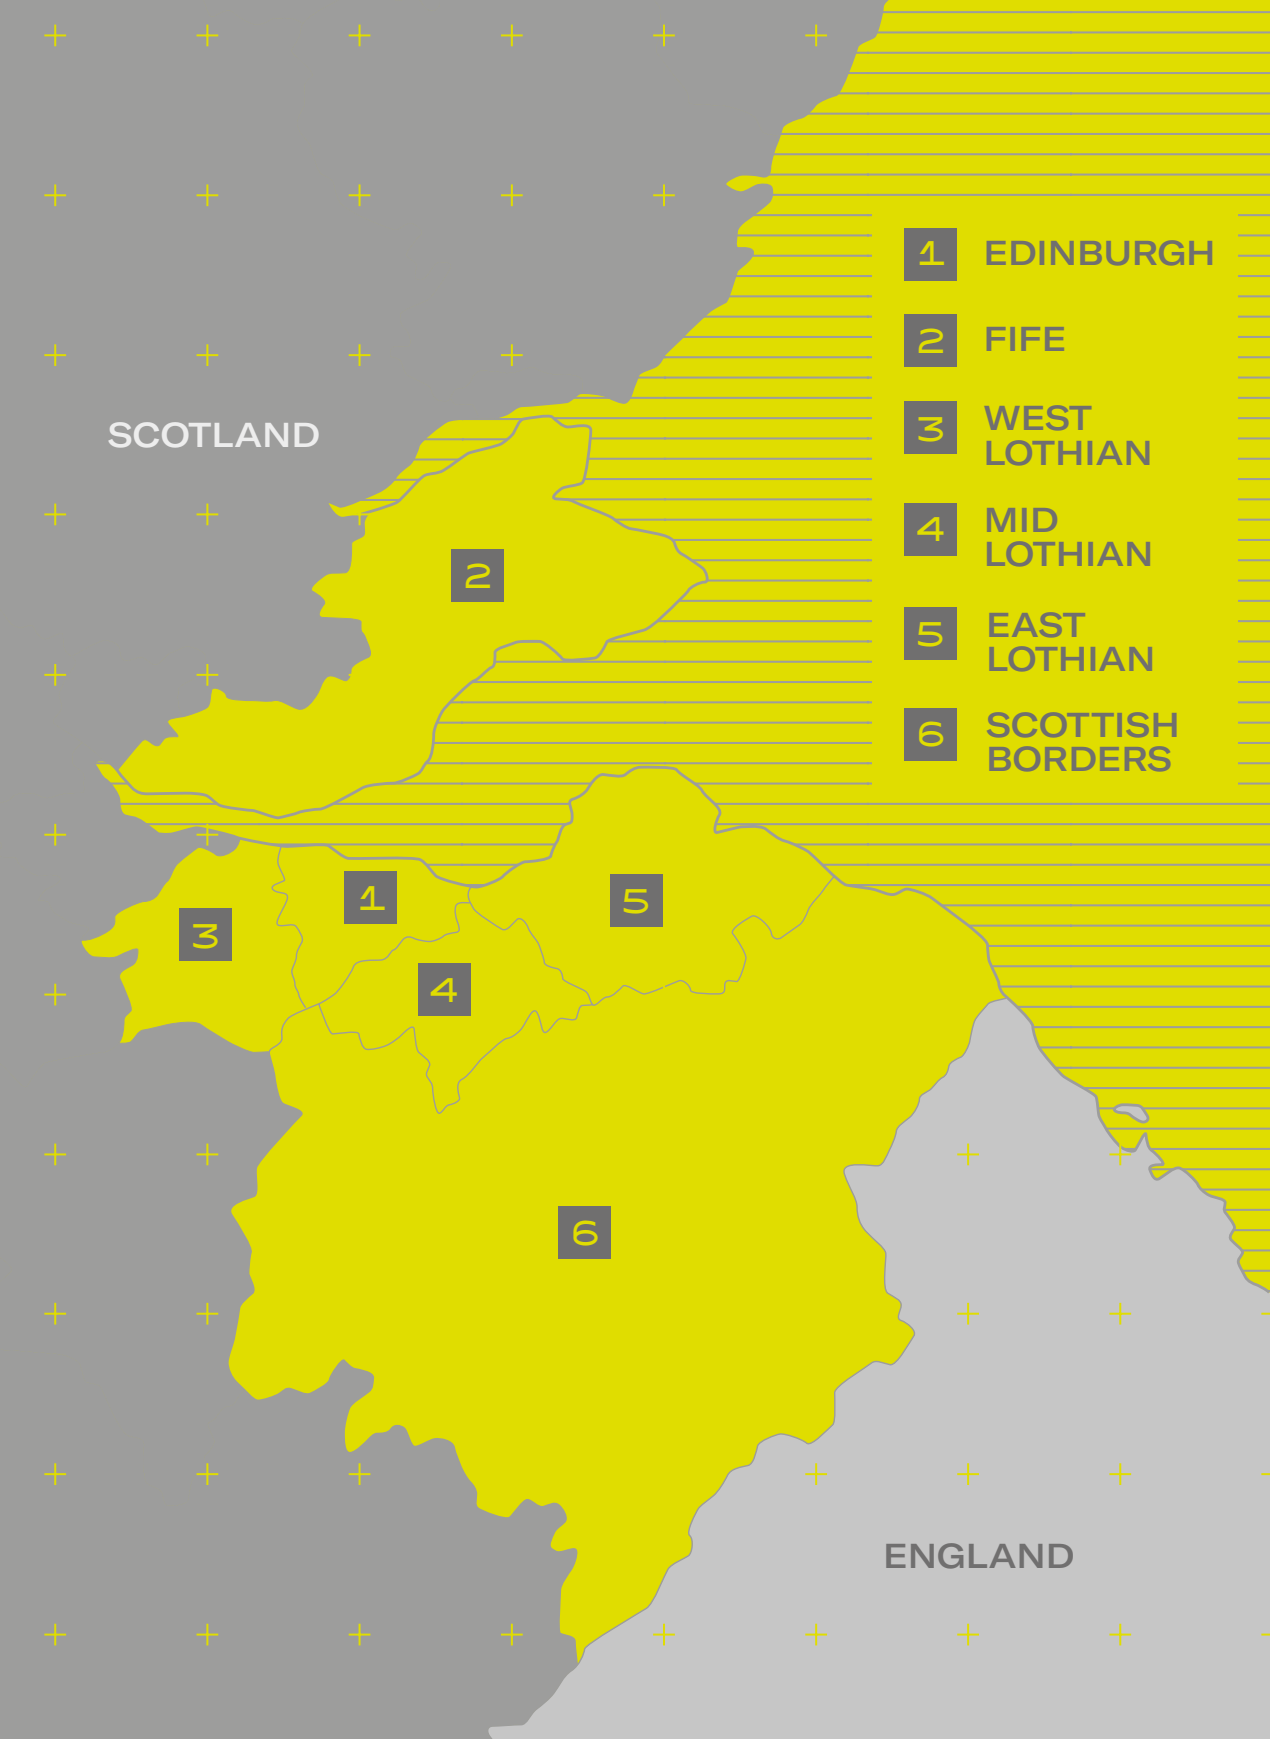 1 EDINBURGH
2 FIFE
3 WEST
LOTHIAN
SCOTLAND
4 MID
LOTHIAN
2
5 EAST
LOTHIAN
6 SCOTTISH
BORDERS
1
5
3
4
6
ENGLAND